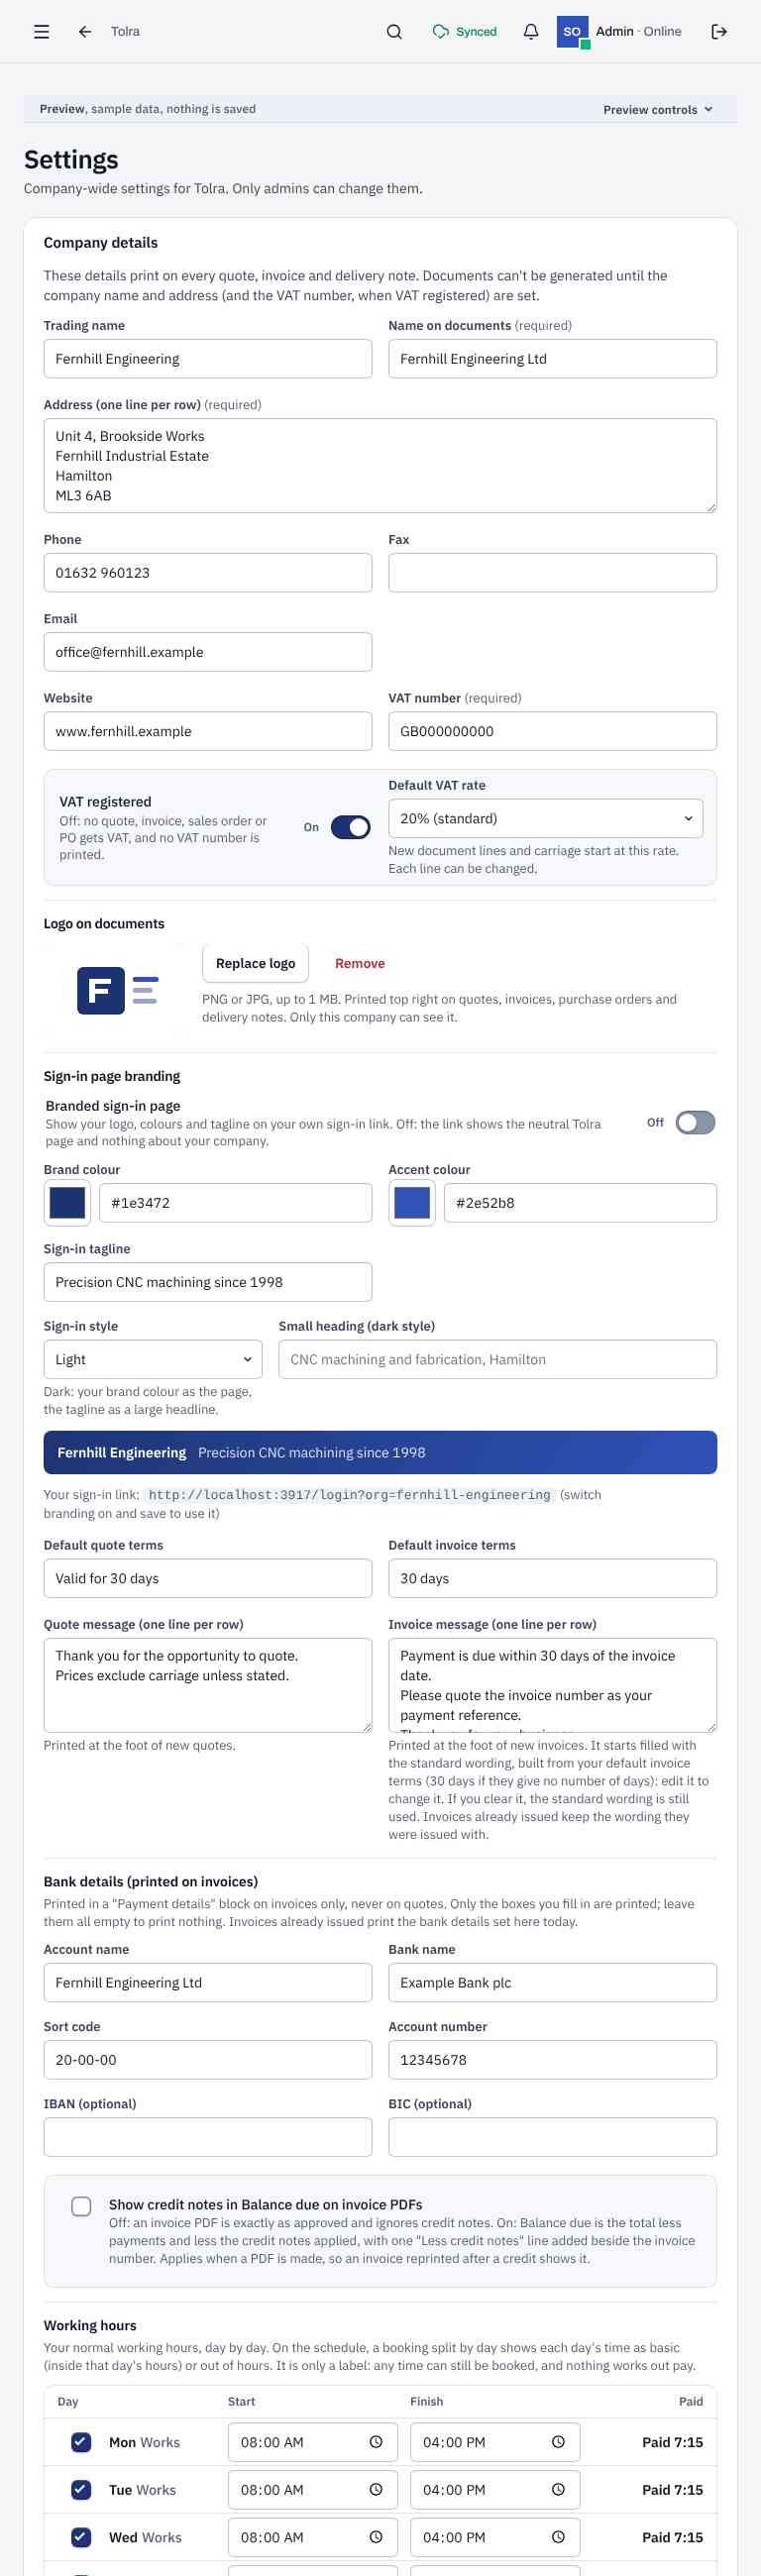 Tolra
Synced
SO
Admin · Online
Preview, sample data, nothing is saved
Preview controls
Settings
Company-wide settings for Tolra. Only admins can change them.
Company details
These details print on every quote, invoice and delivery note. Documents can't be generated until the
company name and address (and the VAT number, when VAT registered) are set.
Trading name
Name on documents (required)
Fernhill Engineering
Fernhill Engineering Ltd
Address (one line per row) (required)
Unit 4, Brookside Works
Fernhill Industrial Estate
Hamilton
ML3 6AB
Phone
Fax
01632 960123
Email
office@fernhill.example
Website
VAT number (required)
www.fernhill.example
GB000000000
VAT registered
Off: no quote, invoice, sales order or
PO gets VAT, and no VAT number is
printed.
On
Default VAT rate
20% (standard)
New document lines and carriage start at this rate.
Each line can be changed.
Logo on documents
F
Replace logo
Remove
PNG or JPG, up to 1 MB. Printed top right on quotes, invoices, purchase orders and
delivery notes. Only this company can see it.
Sign-in page branding
Branded sign-in page
Show your logo, colours and tagline on your own sign-in link. Off: the link shows the neutral Tolra
page and nothing about your company.
Off
Brand colour
Accent colour
#1e3472
#2e52b8
Sign-in tagline
Precision CNC machining since 1998
Sign-in style
Small heading (dark style)
Light
CNC machining and fabrication, Hamilton
Dark: your brand colour as the page,
the tagline as a large headline.
Fernhill Engineering Precision CNC machining since 1998
Your sign-in link: http://localhost:3917/login?org=fernhill-engineering (switch
branding on and save to use it)
Default quote terms
Default invoice terms
Valid for 30 days
30 days
Quote message (one line per row)
Invoice message (one line per row)
Thank you for the opportunity to quote.
Prices exclude carriage unless stated.
Payment is due within 30 days of the invoice
date.
Please quote the invoice number as your
payment reference.
Printed at the foot of new quotes.
Printed at the foot of new invoices. It starts filled with
the standard wording, built from your default invoice
terms (30 days if they give no number of days): edit it to
change it. If you clear it, the standard wording is still
used. Invoices already issued keep the wording they
were issued with.
Bank details (printed on invoices)
Printed in a "Payment details" block on invoices only, never on quotes. Only the boxes you fill in are printed; leave
them all empty to print nothing. Invoices already issued print the bank details set here today.
Account name
Bank name
Fernhill Engineering Ltd
Example Bank plc
Sort code
Account number
20-00-00
12345678
IBAN (optional)
BIC (optional)
Show credit notes in Balance due on invoice PDFs
Off: an invoice PDF is exactly as approved and ignores credit notes. On: Balance due is the total less
payments and less the credit notes applied, with one "Less credit notes" line added beside the invoice
number. Applies when a PDF is made, so an invoice reprinted after a credit shows it.
Working hours
Your normal working hours, day by day. On the schedule, a booking split by day shows each day's time as basic
(inside that day's hours) or out of hours. It is only a label: any time can still be booked, and nothing works out pay.
Day Start Finish Paid
Mon Works 08:00 AM 04:00 PM Paid 7:15
Tue Works 08:00 AM 04:00 PM Paid 7:15
Wed Works 08:00 AM 04:00 PM Paid 7:15